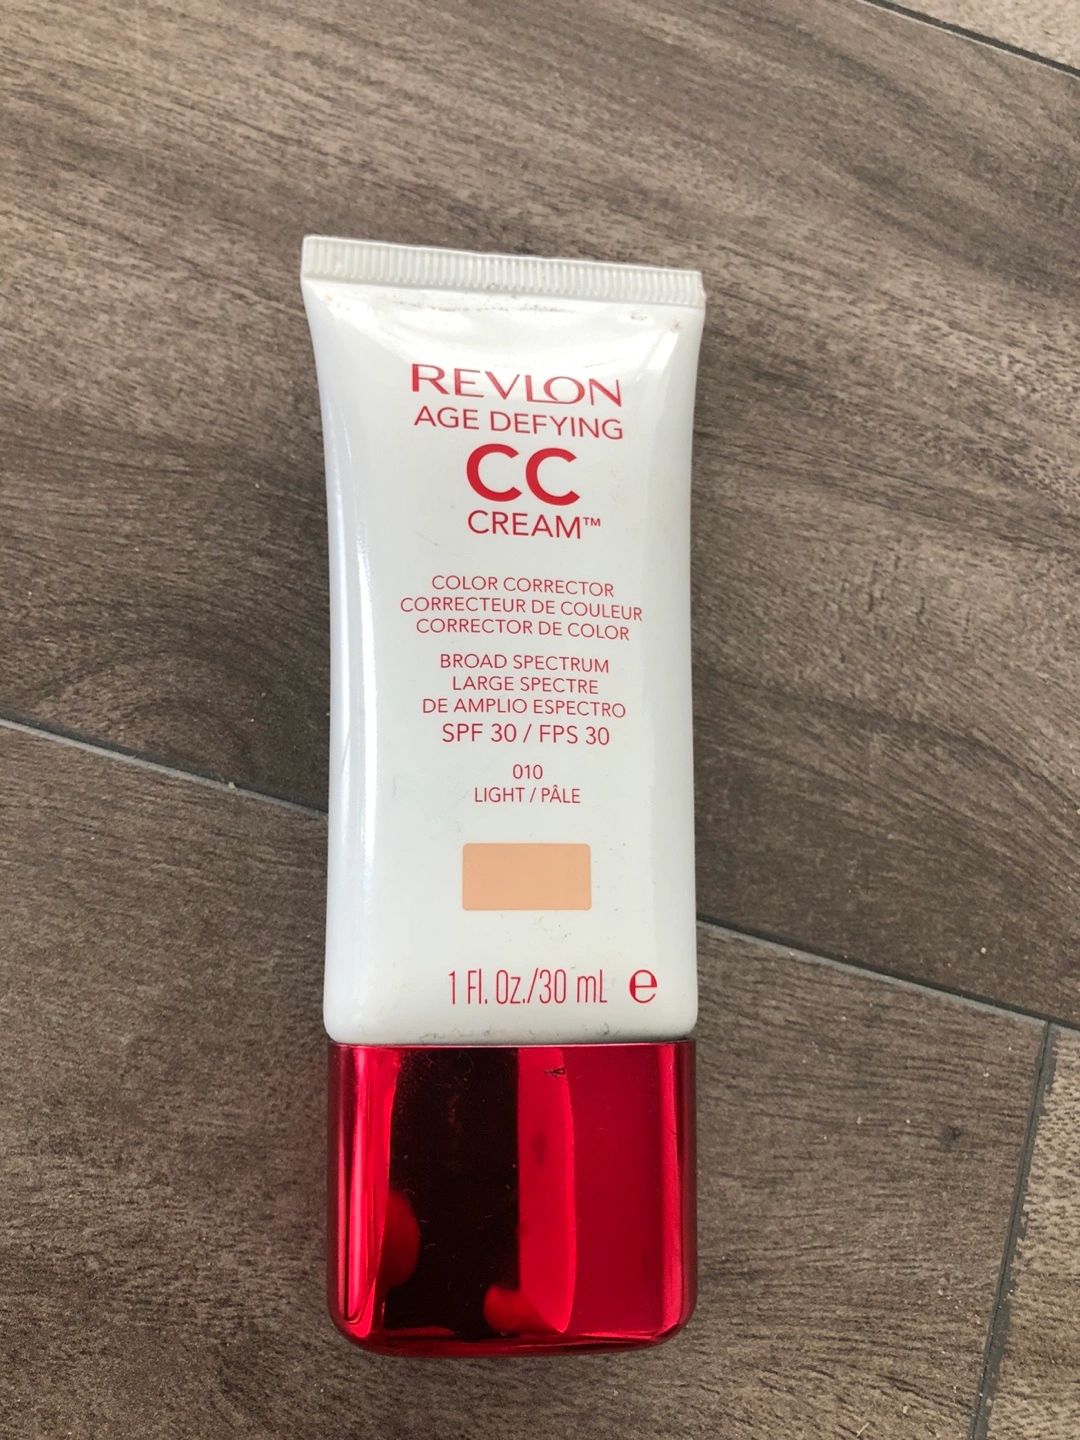 REVLON
AGE DEFYING
CC
CREAM™
COLOR CORRECTOR
CORRECTEUR DE COULEUR
CORRECTOR DE COLOR
BROAD SPECTRUM
LARGE SPECTRE
DE AMPLIO ESPECTRO
SPF 30 / FPS 30
010
LIGHT / PÂLE
1 Fl. Oz./30 mL ℮